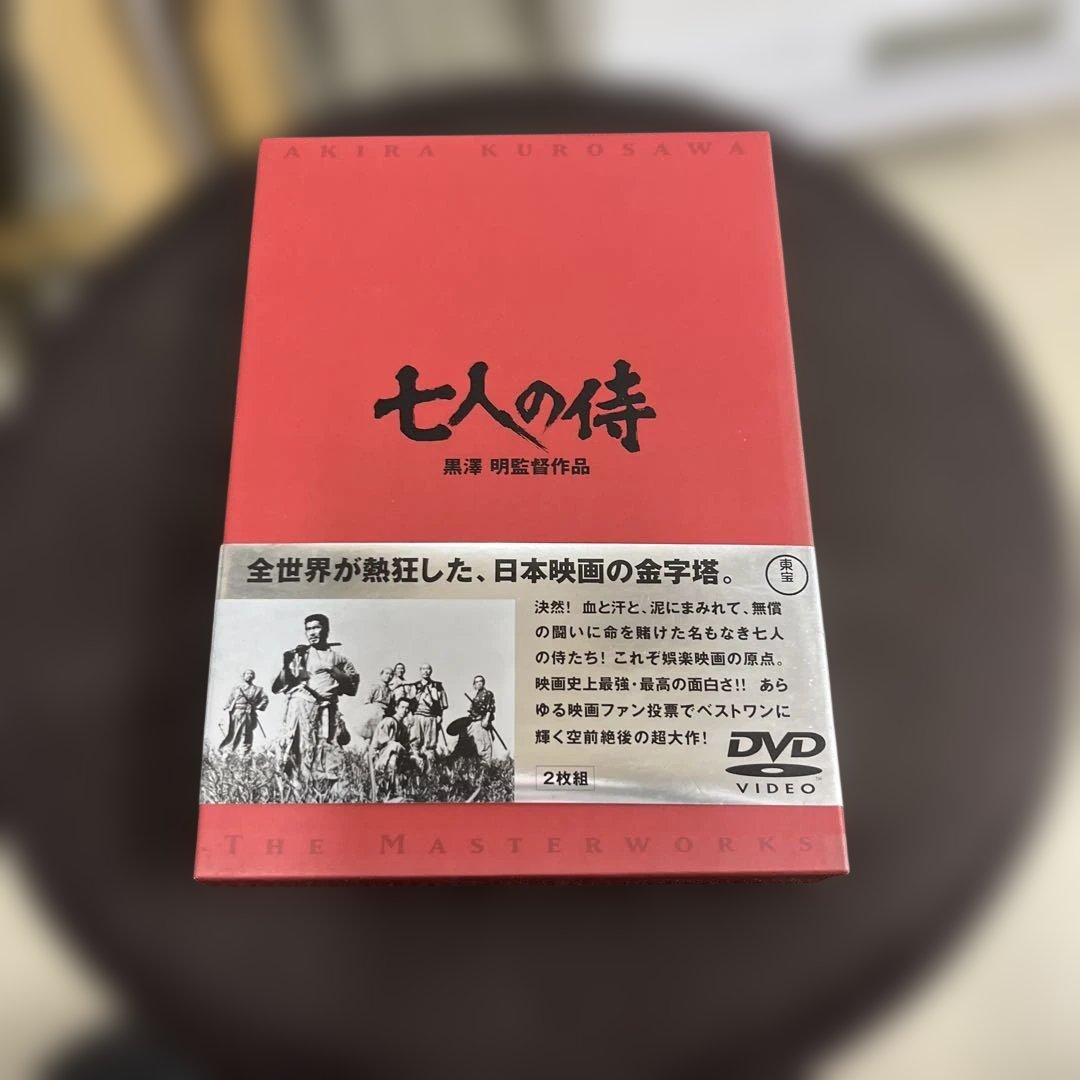 AKIRA KUROSAWA
七人の侍
黒澤 明監督作品
全世界が熱狂した、日本映画の金字塔。
東宝
決然! 血と汗と、泥にまみれて、無償
の闘いに命を賭けた名もなき七人
の侍たち! これぞ娯楽映画の原点。
映画史上最強・最高の面白さ!! あら
ゆる映画ファン投票でベストワンに
輝く空前絶後の超大作!
2枚組
DVD
VIDEO
THE MASTERWORKS